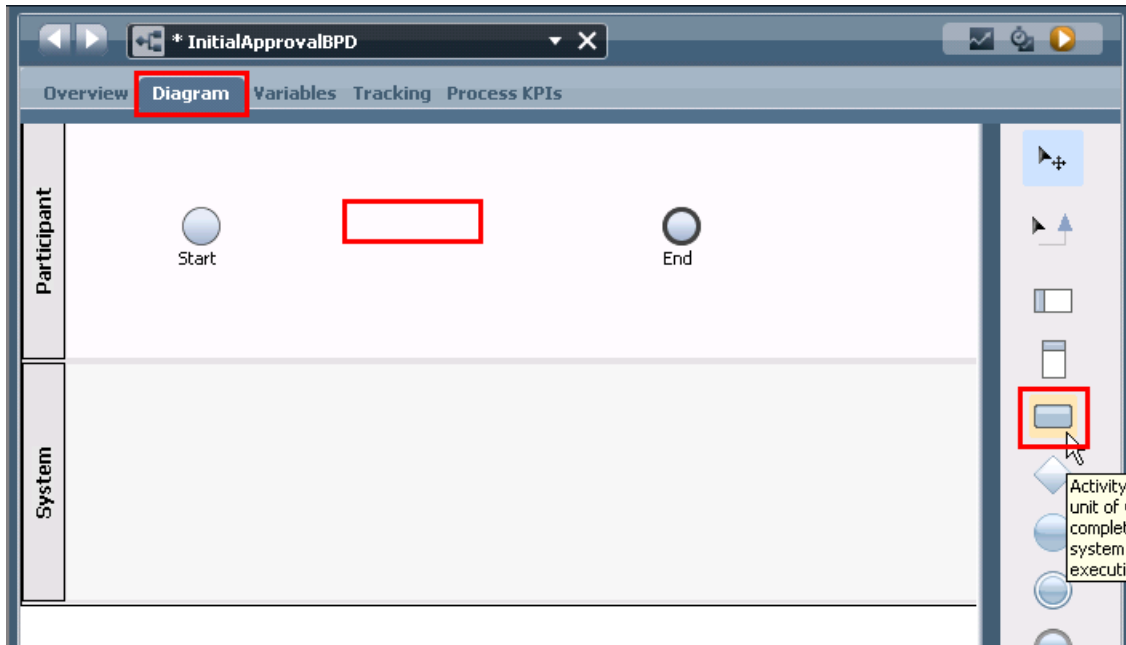 * InitialApprovalBPD
Overview Diagram Variables Tracking Process KPIs
Participant
Start
End
System
Activity
unit of
complet
system
executi